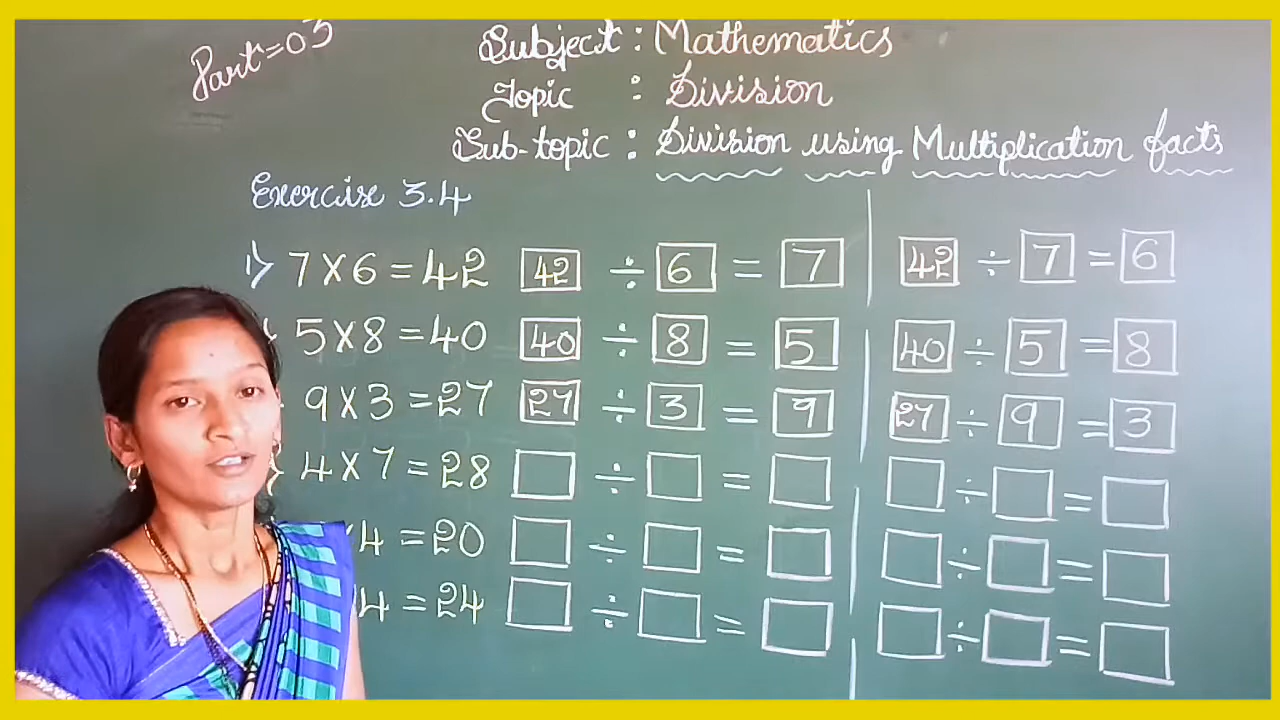 Part=03
Subject : Mathematics
Topic : Division
Sub-topic : Division using Multiplication facts
Exercise 3.4
1) 7 X 6 = 42 42 ÷ 6 = 7 42 ÷ 7 = 6
5 X 8 = 40 40 ÷ 8 = 5 40 ÷ 5 = 8
9 X 3 = 27 27 ÷ 3 = 9 27 ÷ 9 = 3
4 X 7 = 28 ÷ = ÷ =
4 = 20 ÷ = ÷ =
4 = 24 ÷ = ÷ =